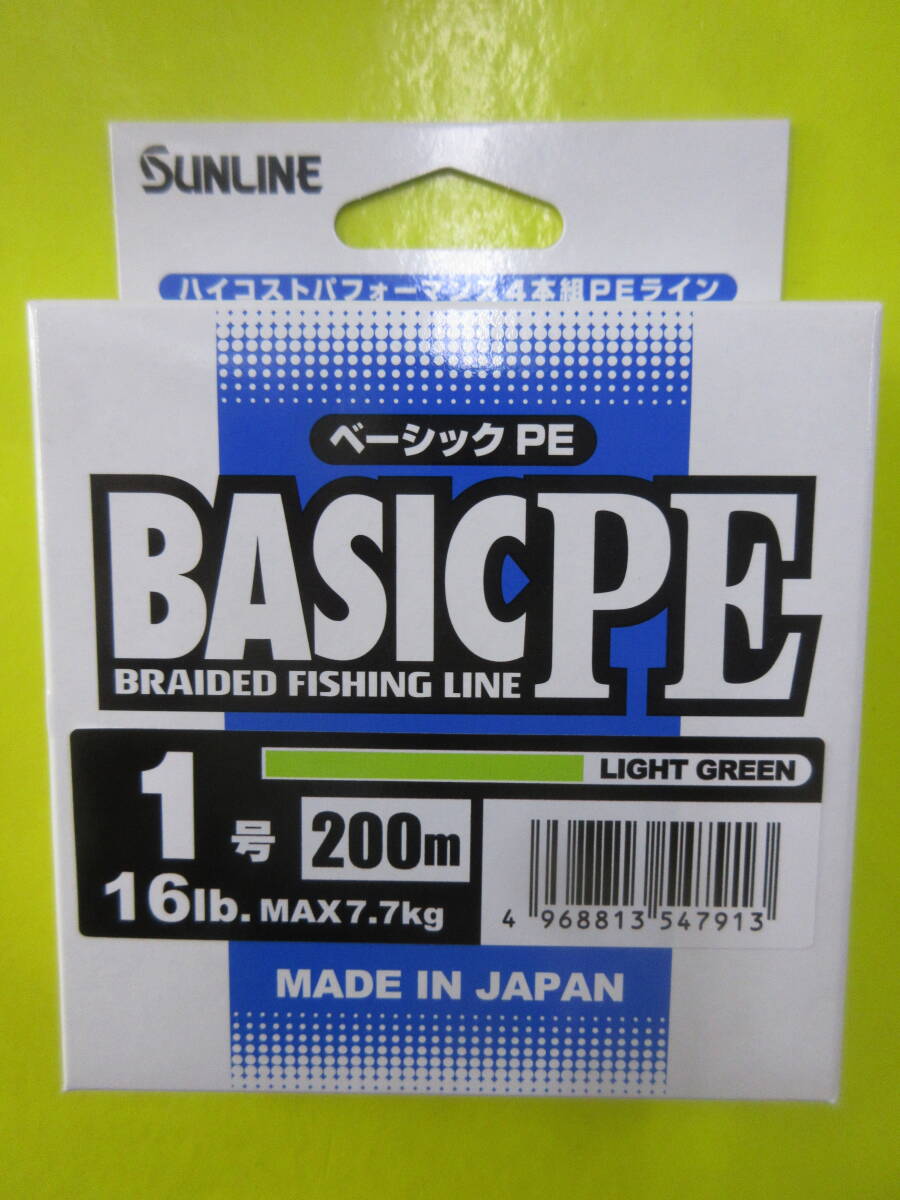 SUNLINE
ハイコストパフォーマンス4本組PEライン
ベーシックPE
BASIC PE
BRAIDED FISHING LINE
LIGHT GREEN
1号 200m
16lb. MAX7.7kg
4 968813 547913
MADE IN JAPAN